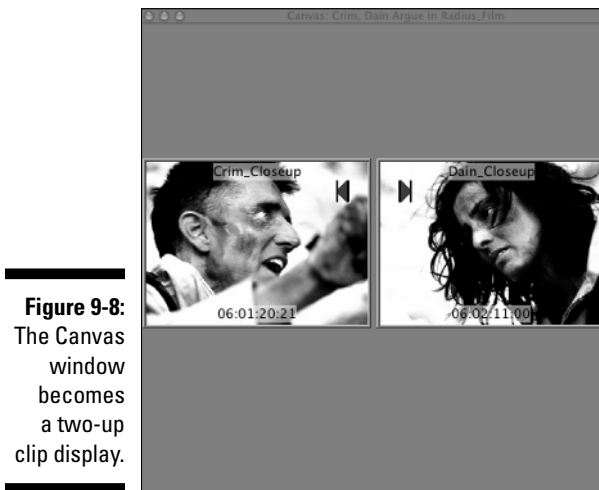 Canvas: Crim, Dain Argue in Radius_Film
Crim_Closeup
Dain_Closeup
06:01:20:21
06:02:11:00
Figure 9-8:
The Canvas
window
becomes
a two-up
clip display.